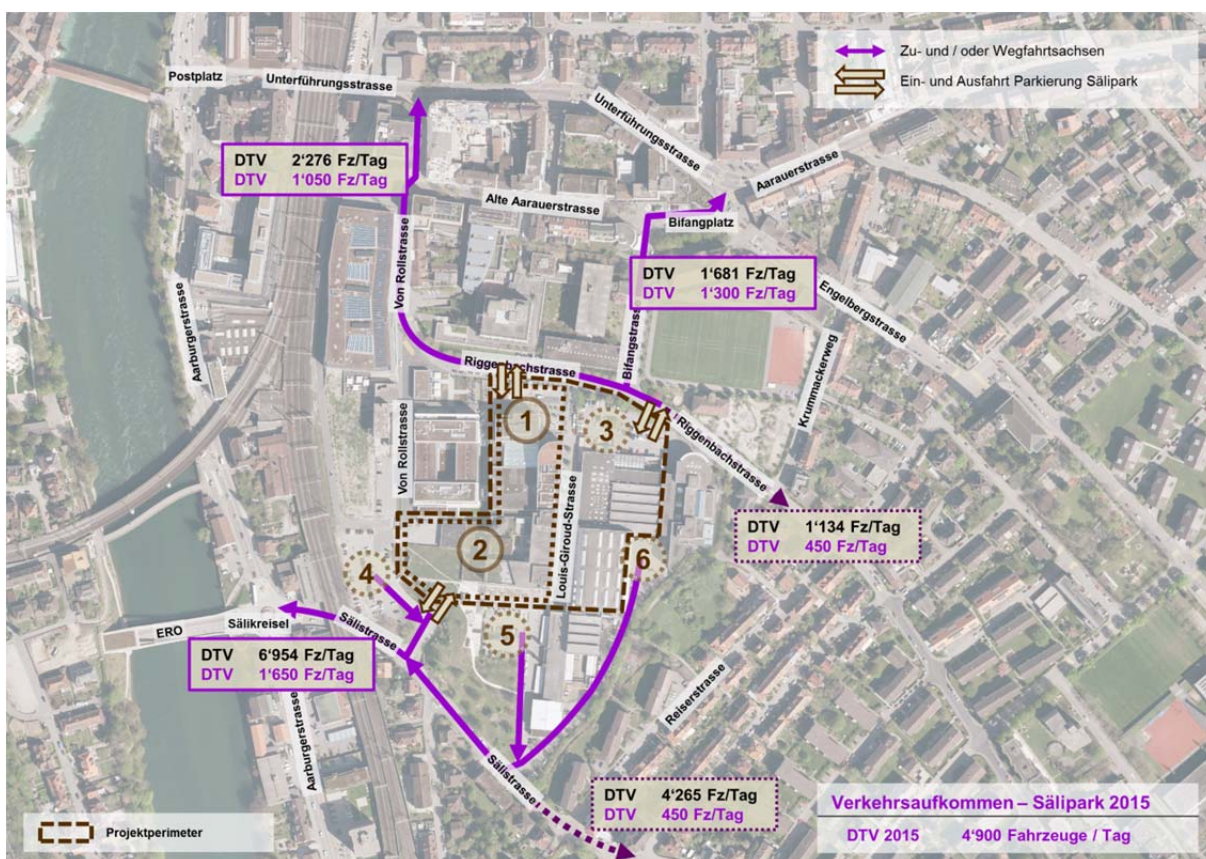 Zu- und / oder Wegfahrtsachsen
Ein- und Ausfahrt Parkierung Sälipark
Postplatz
Unterführungsstrasse
Unterführungsstrasse
Aarauerstrasse
DTV 2‘276 Fz/Tag
DTV 1‘050 Fz/Tag
Alte Aarauerstrasse
Bifangplatz
DTV 1‘681 Fz/Tag
DTV 1‘300 Fz/Tag
Von Rollstrasse
Aarburgerstrasse
Engelbergstrasse
Bifangstrasse
Krummackerweg
Riggenbachstrasse
1
3
Riggenbachstrasse
Von Rollstrasse
Louis-Giroud-Strasse
DTV 1‘134 Fz/Tag
DTV 450 Fz/Tag
2
6
4
5
ERO
Sälikreisel
Sälistrasse
DTV 6‘954 Fz/Tag
DTV 1‘650 Fz/Tag
Reiserstrasse
Aarburgerstrasse
Sälistrasse
DTV 4‘265 Fz/Tag
DTV 450 Fz/Tag
Verkehrsaufkommen – Sälipark 2015
DTV 2015 4‘900 Fahrzeuge / Tag
Projektperimeter